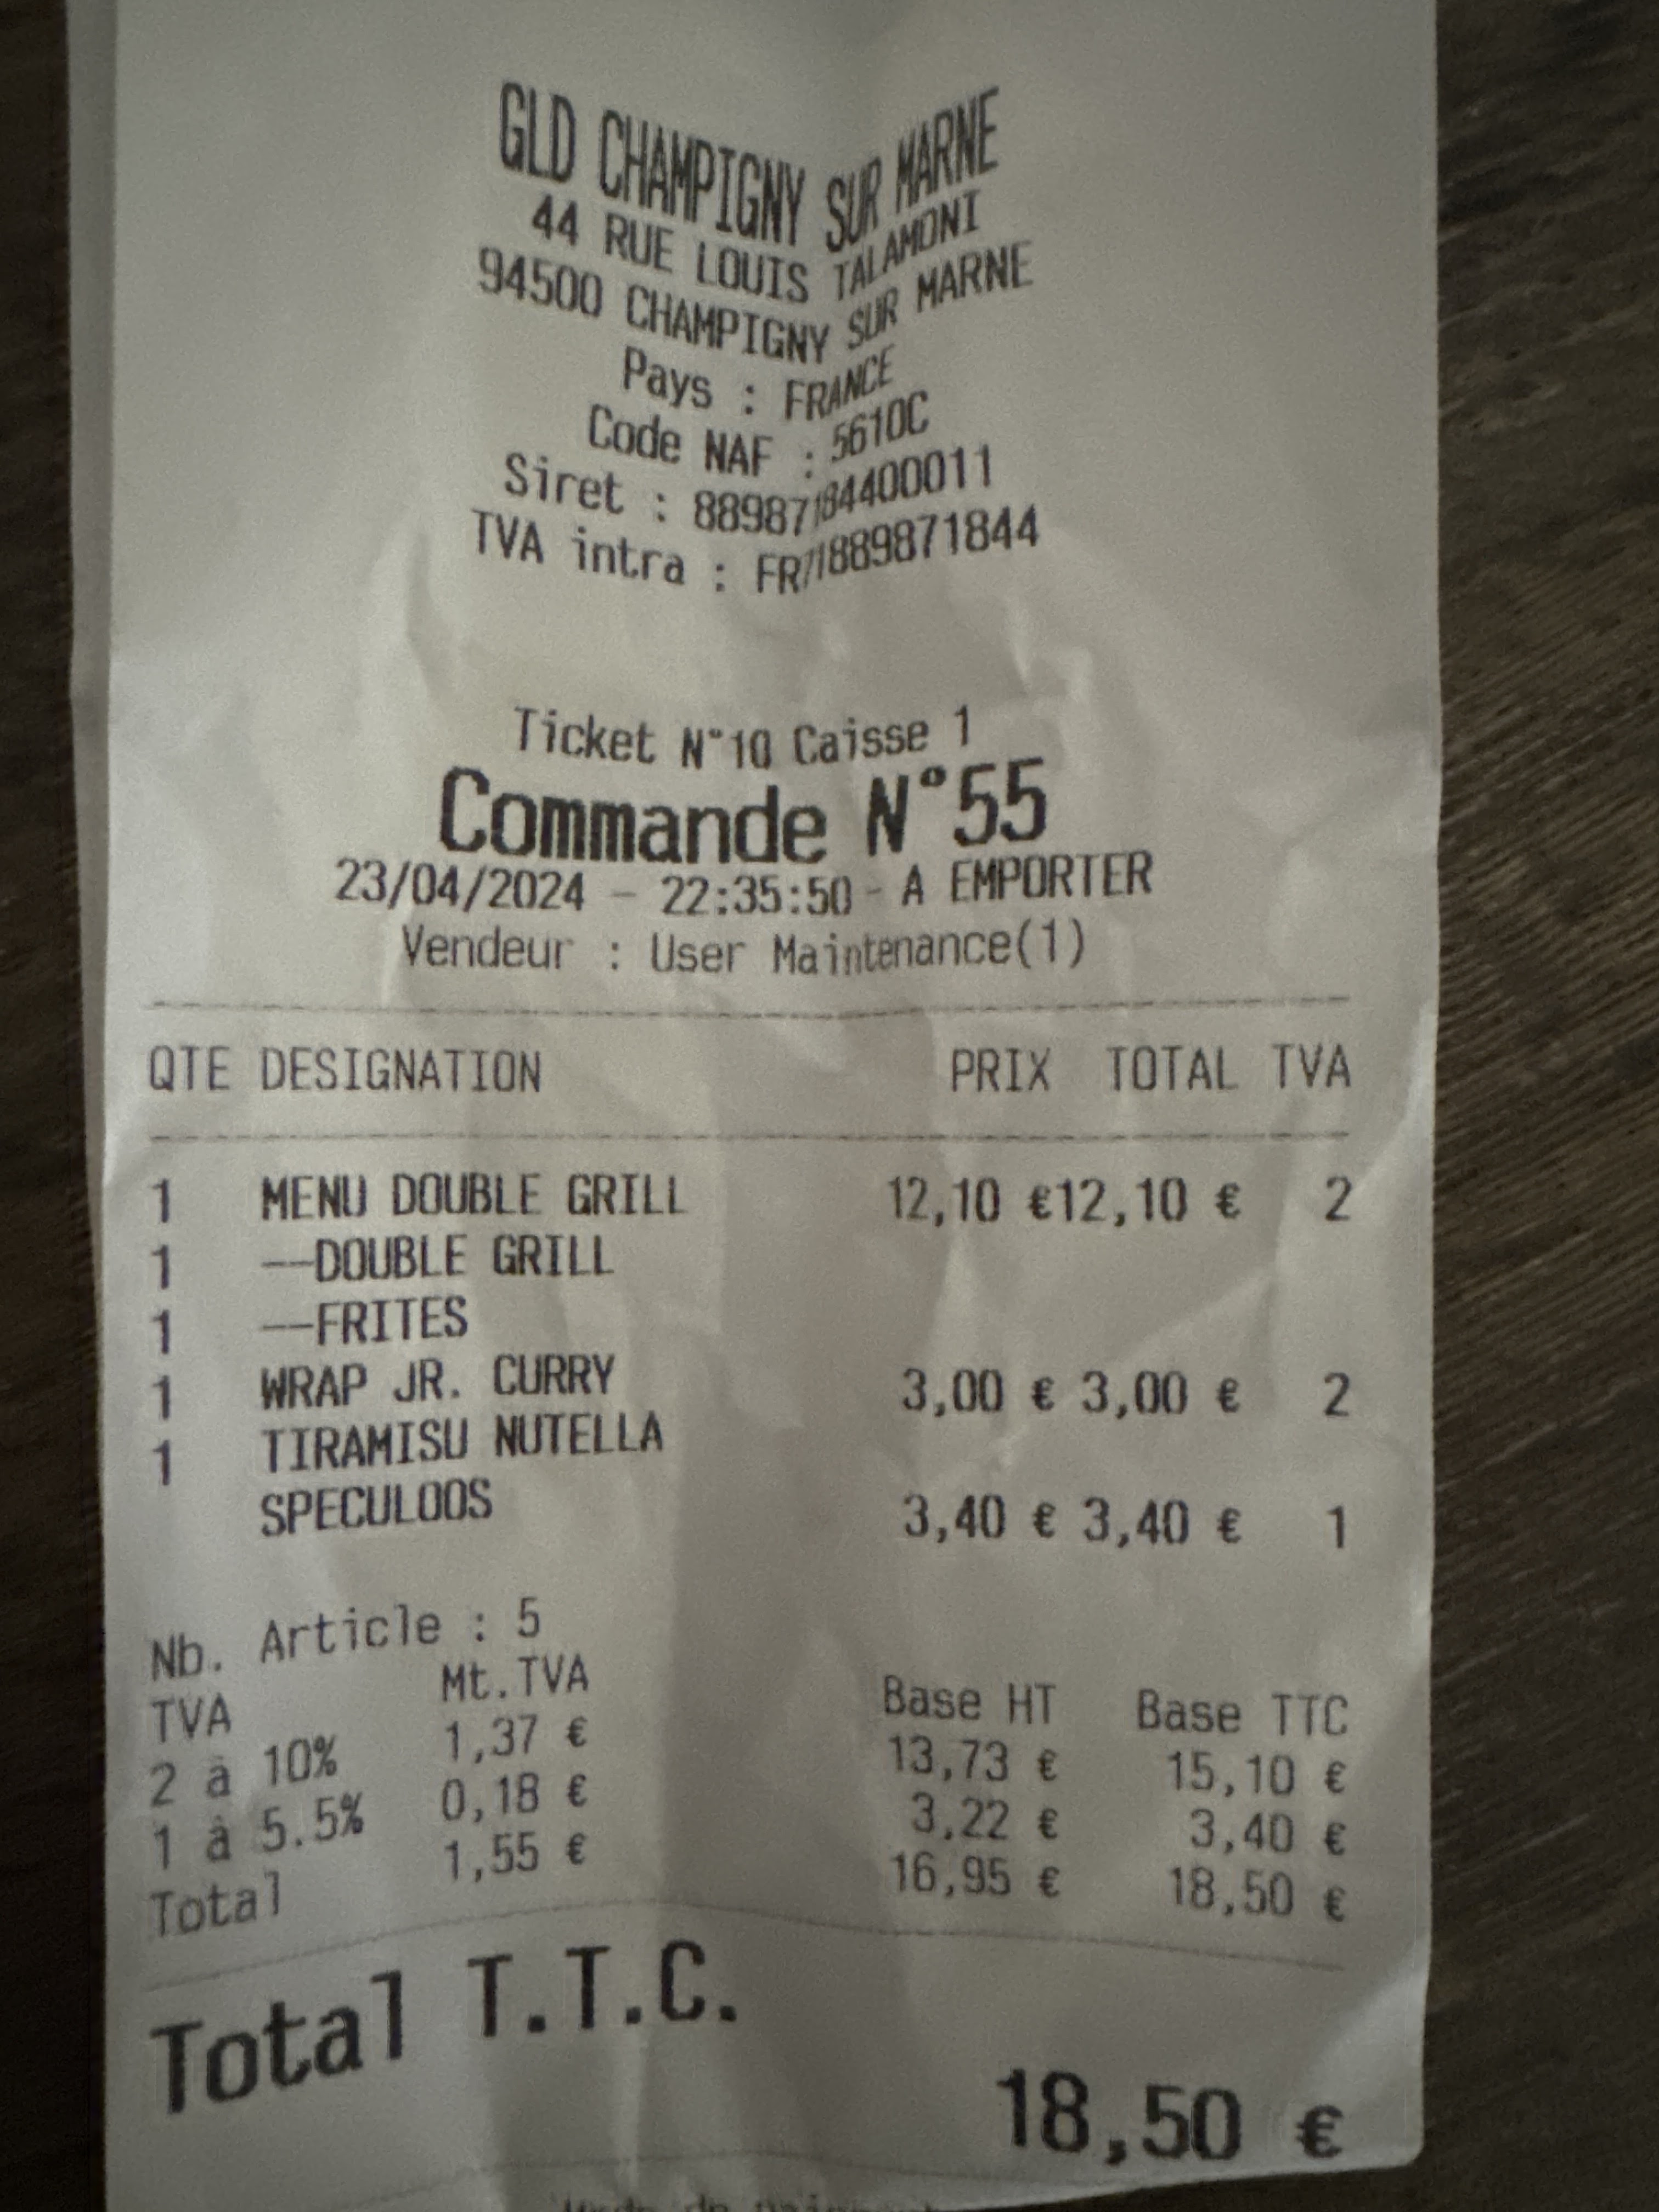 GLD CHAMPIGNY SUR MARNE
44 RUE LOUIS TALAMONI
94500 CHAMPIGNY SUR MARNE
Pays : FRANCE
Code NAF : 5610C
Siret : 88987184400011
TVA intra :
Ticket N°10 Caisse 1
Commande N°55
23/04/2024 - 22:35:50 - A EMPORTER
Vendeur : User Maintenance(1)
QTE DESIGNATION PRIX TOTAL TVA
1 MENU DOUBLE GRILL 12,10 €12,10 € 2
1 --DOUBLE GRILL
1 --FRITES
1 WRAP JR. CURRY 3,00 € 3,00 € 2
1 TIRAMISU NUTELLA
SPECULOOS 3,40 € 3,40 € 1
Nb. Article : 5
TVA Mt.TVA Base HT Base TTC
2 à 10% 1,37 € 13,73 € 15,10 €
1 à 5.5% 0,18 € 3,22 € 3,40 €
Total 1,55 € 16,95 € 18,50 €
Total T.T.C.
18,50 €